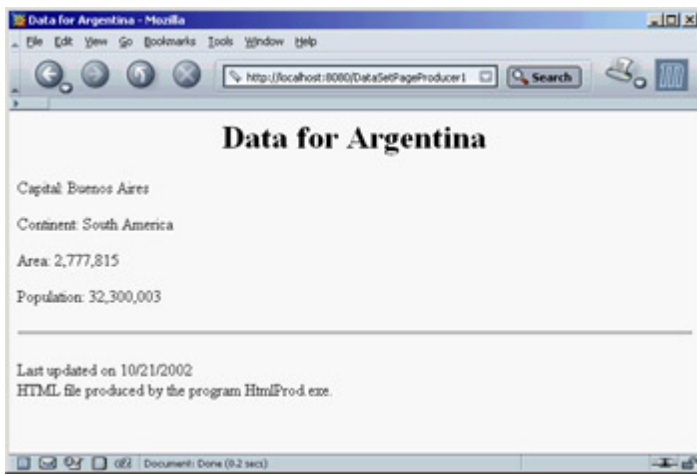 Data for Argentina - Mozilla
File Edit View Go Bookmarks Tools Window Help
http://localhost:8080/DataSetPageProducer1 Search
Data for Argentina
Capital: Buenos Aires
Continent: South America
Area: 2,777,815
Population: 32,300,003
Last updated on 10/21/2002
HTML file produced by the program HtmlProd.exe.
Document: Done (0.2 secs)